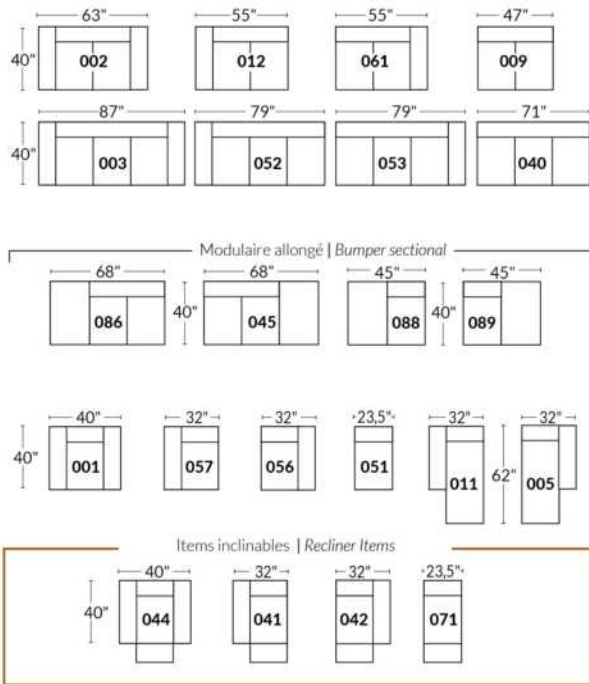 63" 55" 55" 47"
40" 002 012 061 009
87" 79" 79" 71"
40" 003 052 053 040
Modulaire allongé | Bumper sectional
68" 68" 45" 45"
086 40" 045 088 40" 089
40" 32" 32" 23,5" 32" 32"
40" 001 057 056 051 011 62" 005
Items inclinables | Recliner Items
40" 32" 32" 23,5"
40" 044 041 042 071